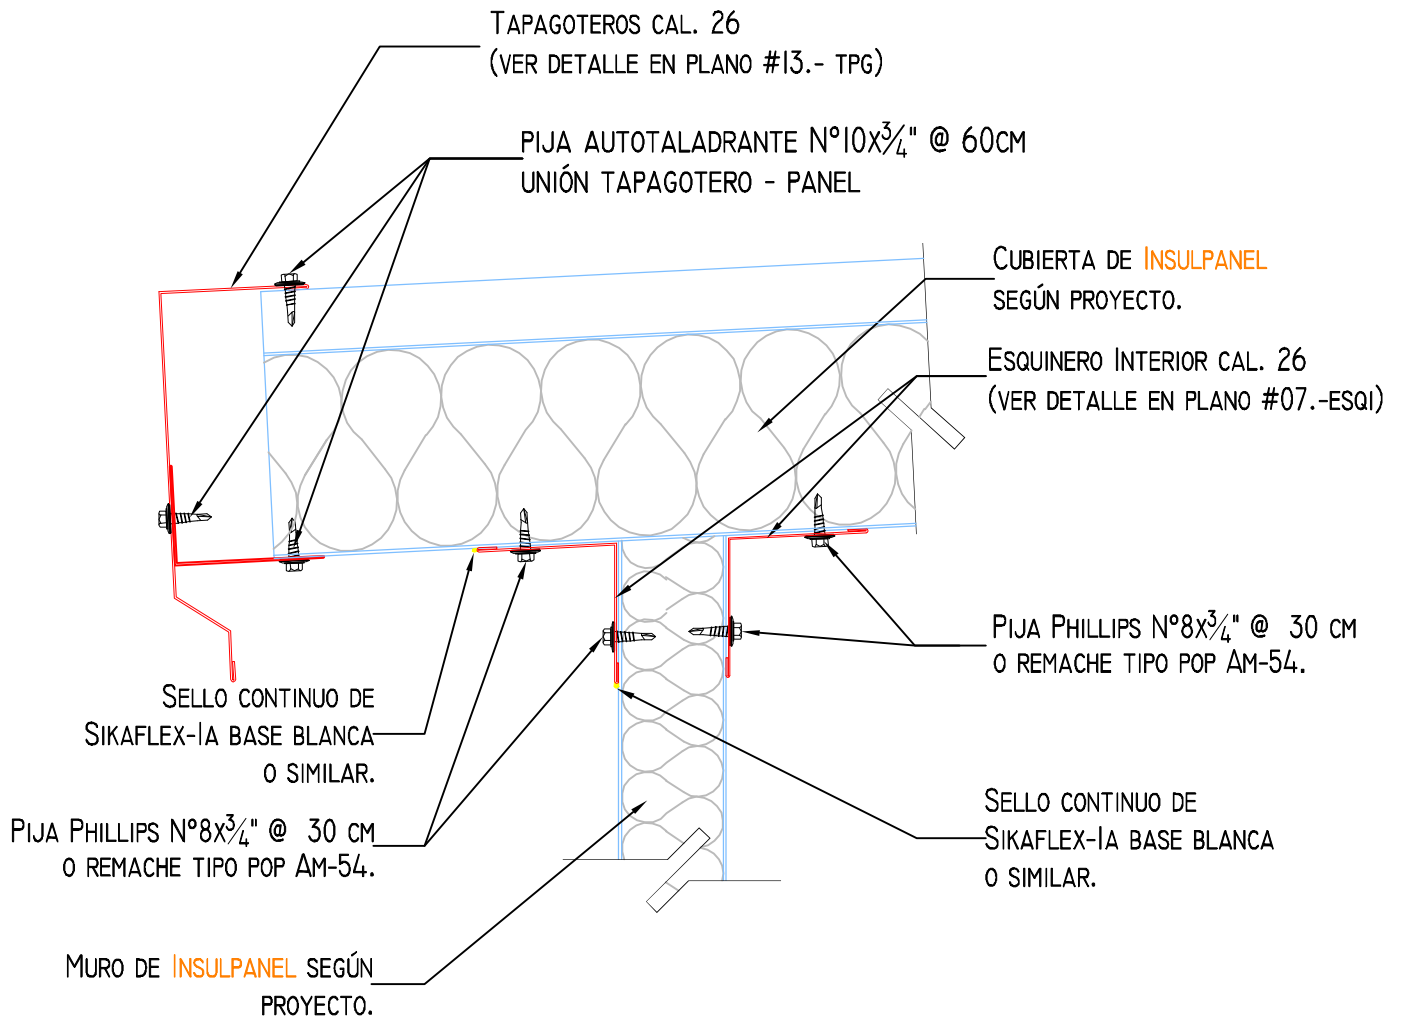 TAPAGOTEROS CAL. 26
(VER DETALLE EN PLANO #13.- TPG)
PIJA AUTOTALADRANTE N°10X3/4" @ 60CM
UNIÓN TAPAGOTERO - PANEL
CUBIERTA DE INSULPANEL
SEGÚN PROYECTO.
ESQUINERO INTERIOR CAL. 26
(VER DETALLE EN PLANO #07.-ESQI)
PIJA PHILLIPS N°8X3/4" @ 30 CM
O REMACHE TIPO POP AM-54.
SELLO CONTINUO DE
SIKAFLEX-1A BASE BLANCA
O SIMILAR.
PIJA PHILLIPS N°8X3/4" @ 30 CM
O REMACHE TIPO POP AM-54.
SELLO CONTINUO DE
SIKAFLEX-1A BASE BLANCA
O SIMILAR.
MURO DE INSULPANEL SEGÚN
PROYECTO.